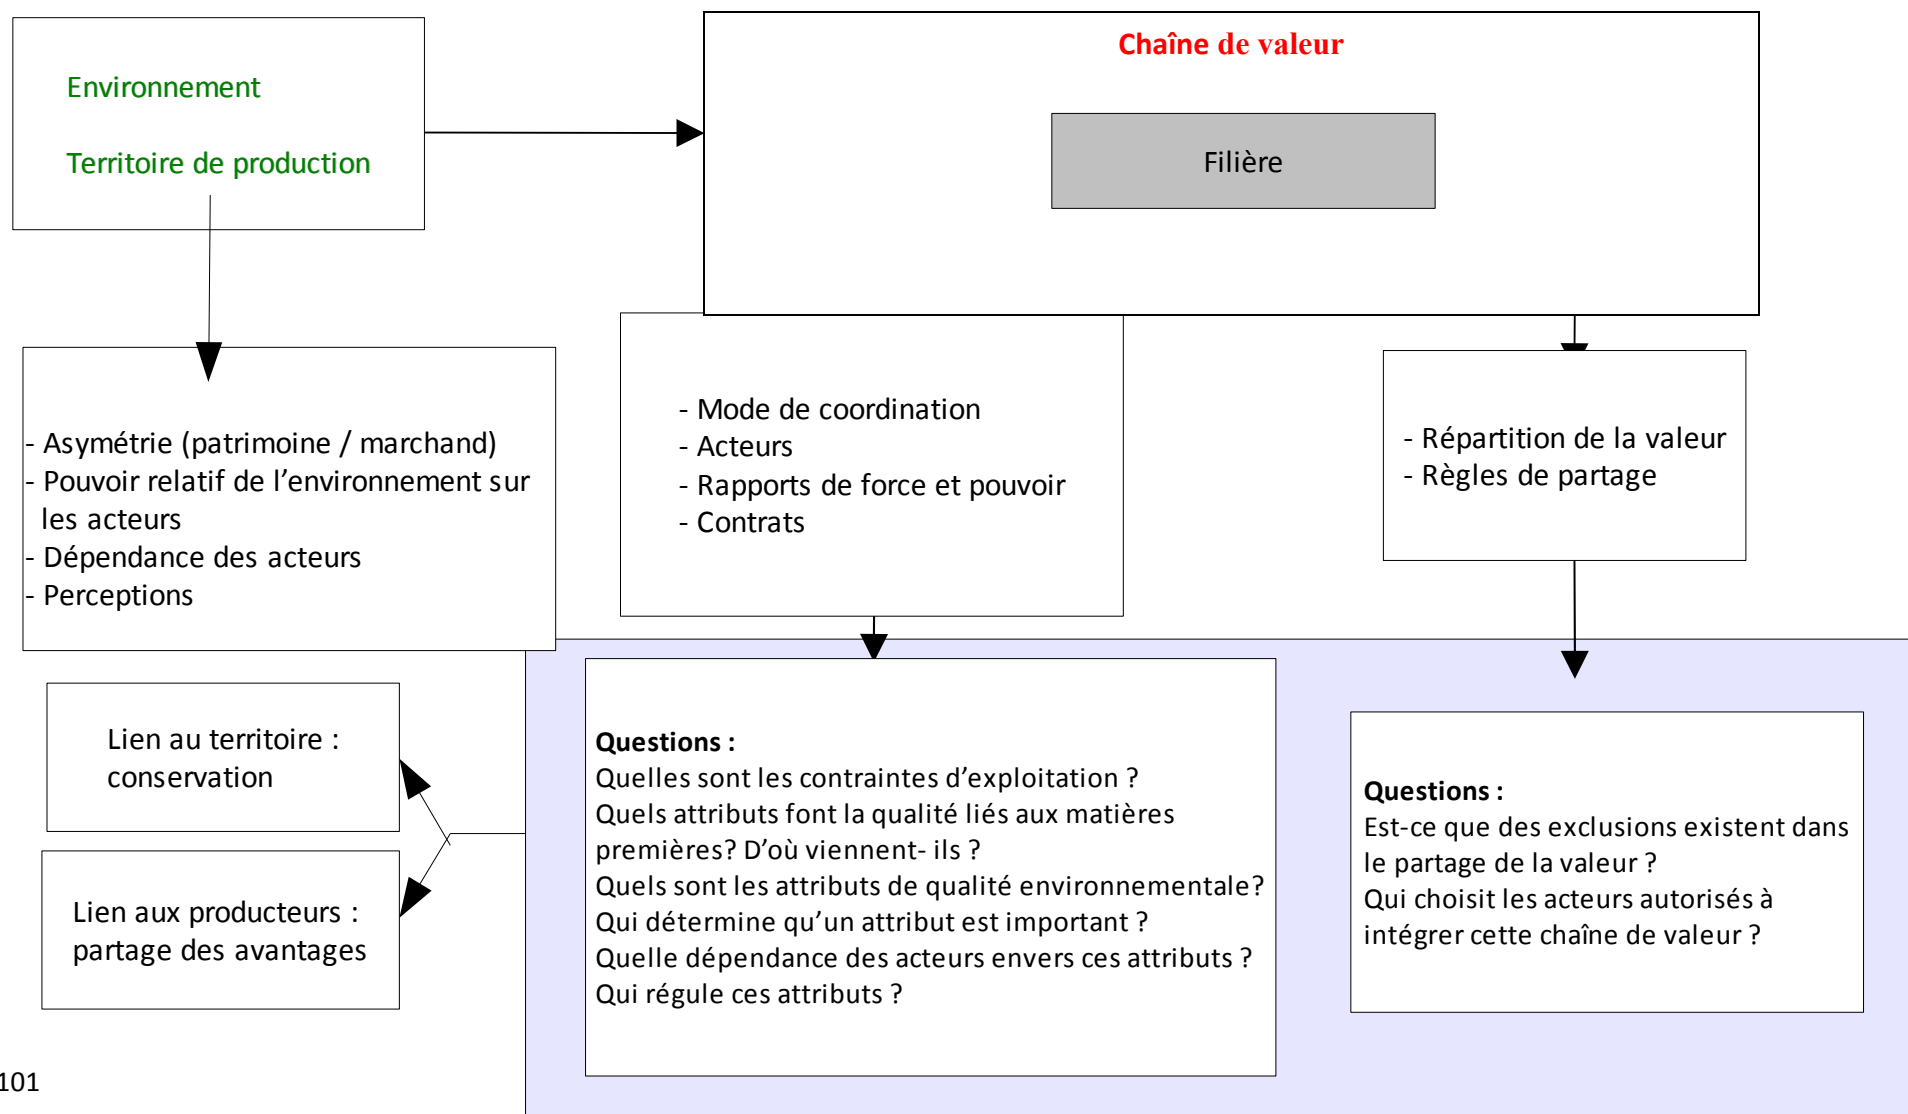 Environnement
Territoire de production
Chaîne de valeur
Filière
- Asymétrie (patrimoine / marchand)
- Pouvoir relatif de l’environnement sur
les acteurs
- Dépendance des acteurs
- Perceptions
- Mode de coordination
- Acteurs
- Rapports de force et pouvoir
- Contrats
- Répartition de la valeur
- Règles de partage
Lien au territoire :
conservation
Lien aux producteurs :
partage des avantages
Questions :
Quelles sont les contraintes d’exploitation ?
Quels attributs font la qualité liés aux matières
premières? D’où viennent- ils ?
Quels sont les attributs de qualité environnementale?
Qui détermine qu’un attribut est important ?
Quelle dépendance des acteurs envers ces attributs ?
Qui régule ces attributs ?
Questions :
Est-ce que des exclusions existent dans
le partage de la valeur ?
Qui choisit les acteurs autorisés à
intégrer cette chaîne de valeur ?
101